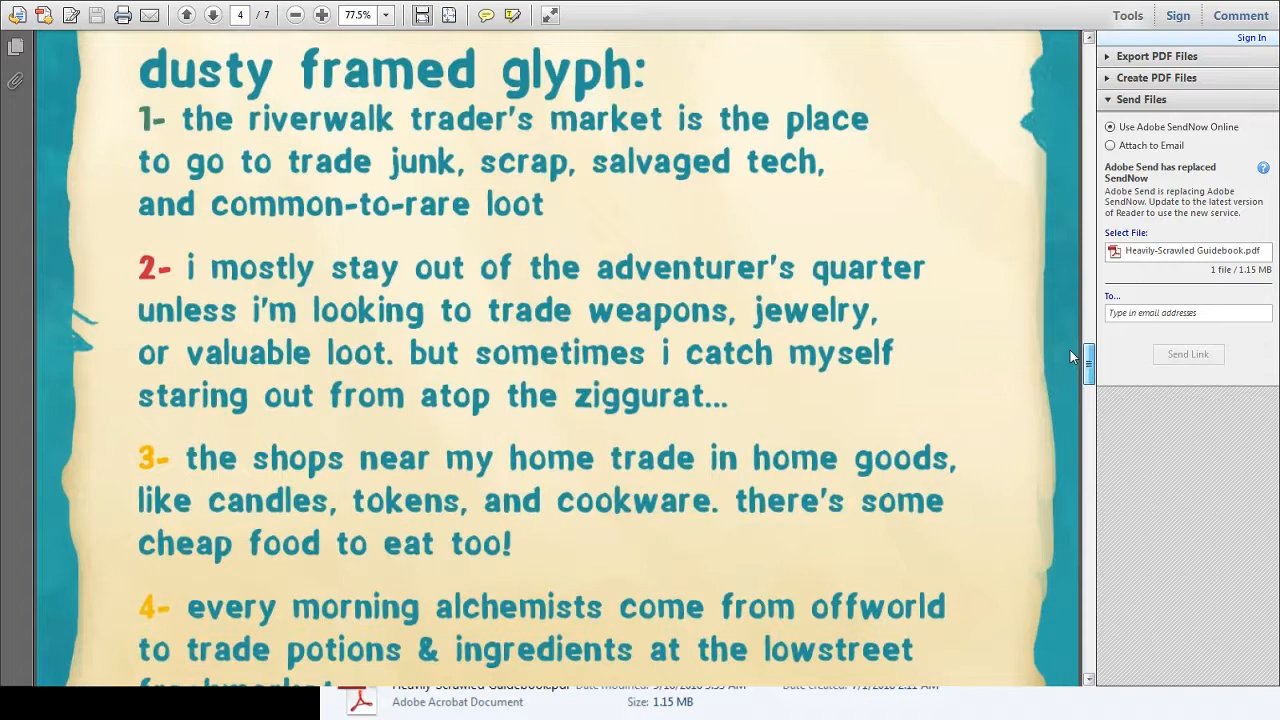 4 / 7
77.5%
Tools
Sign
Comment
dusty framed glyph:
1- the riverwalk trader's market is the place
to go to trade junk, scrap, salvaged tech,
and common-to-rare loot
2- i mostly stay out of the adventurer's quarter
unless i'm looking to trade weapons, jewelry,
or valuable loot. but sometimes i catch myself
staring out from atop the ziggurat...
3- the shops near my home trade in home goods,
like candles, tokens, and cookware. there's some
cheap food to eat too!
4- every morning alchemists come from offworld
to trade potions & ingredients at the lowstreet
Sign In
Export PDF Files
Create PDF Files
Send Files
Use Adobe SendNow Online
Attach to Email
Adobe Send has replaced
SendNow
Adobe Send is replacing Adobe
SendNow. Update to the latest version
of Reader to use the new service.
Select File:
Heavily-Scrawled Guidebook.pdf
1 file / 1.15 MB
To...
Type in email addresses
Send Link
Adobe Acrobat Document
Size: 1.15 MB